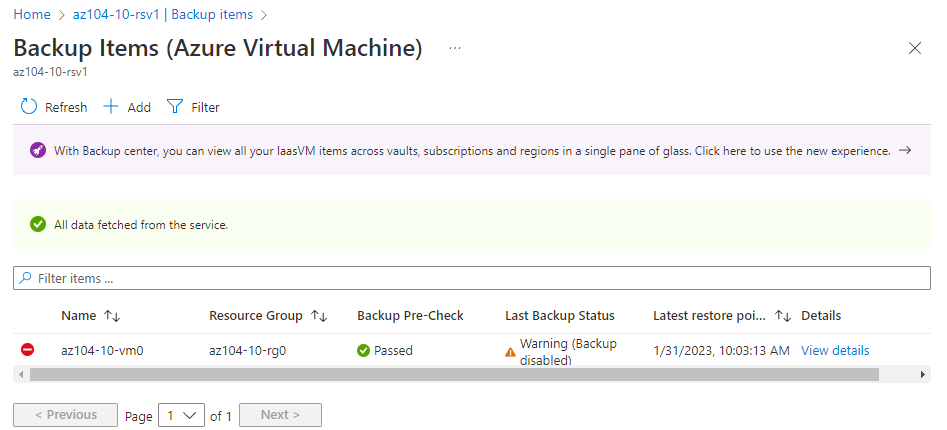 Home > az104-10-rsv1 | Backup items >
Backup Items (Azure Virtual Machine) ...
az104-10-rsv1
Refresh + Add Filter
With Backup center, you can view all your IaasVM items across vaults, subscriptions and regions in a single pane of glass. Click here to use the new experience. →
All data fetched from the service.
Filter items ...
Name ↑↓ Resource Group ↑↓ Backup Pre-Check Last Backup Status Latest restore poi... ↑↓ Details
az104-10-vm0 az104-10-rg0 Passed Warning (Backup disabled) 1/31/2023, 10:03:13 AM View details
< Previous Page 1 of 1 Next >